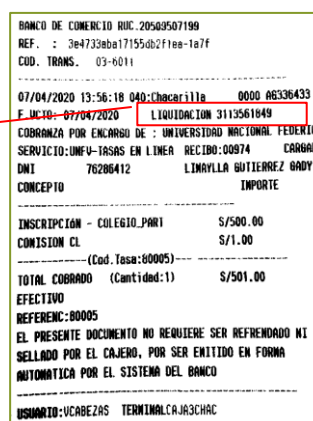 BANCO DE COMERCIO RUC.20509507199
REF. : 3e4733aba17155db2f1ea-1a7f
COD. TRANS. 03-6011
07/04/2020 13:56:18 040:Chacarilla 0000 A6336433
F.VCTO: 07/04/2020 LIQUIDACION 3113561849
COBRANZA POR ENCARGO DE : UNIVERSIDAD NACIONAL FEDERI
SERVICIO:UNFV-TASAS EN LINEA RECIBO:00974 CARGA
DNI 76286412 LINAYLLA GUTIERREZ GADY
CONCEPTO IMPORTE
INSCRIPCIÓN - COLEGIO_PART S/500.00
COMISION CL S/1.00
------------(Cod.Tasa:80005)---
TOTAL COBRADO (Cantidad:1) S/501.00
EFECTIVO
REFERENC:80005
EL PRESENTE DOCUMENTO NO REQUIERE SER REFRENDADO NI
SELLADO POR EL CAJERO, POR SER EMITIDO EN FORMA
AUTOMATICA POR EL SISTEMA DEL BANCO
USUARIO:VCABEZAS TERMINAL:CAJA3CHAC